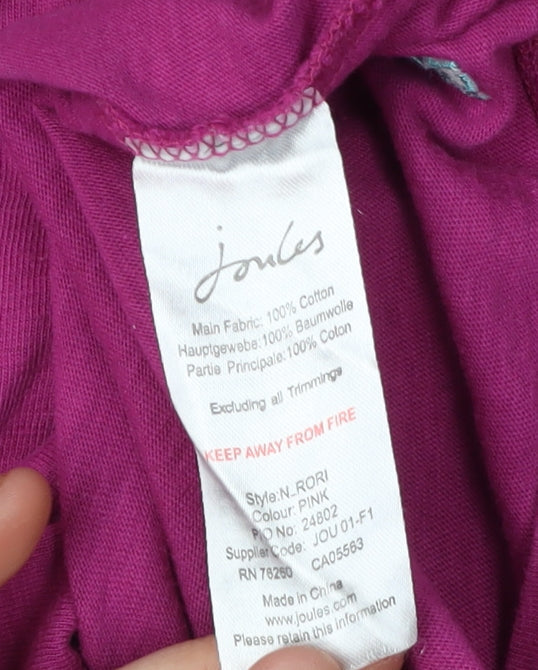 joules
Main Fabric: 100% Cotton
Hauptgewebe:100% Baumwolle
Partie Principale:100% Coton
Excluding all Trimmings
KEEP AWAY FROM FIRE
Style:N_RORI
Colour: PINK
P/O No: 24802
Supplier Code: JOU 01-F1
RN 76260 CA05563
Made in China
www.joules.com
Please retain this information